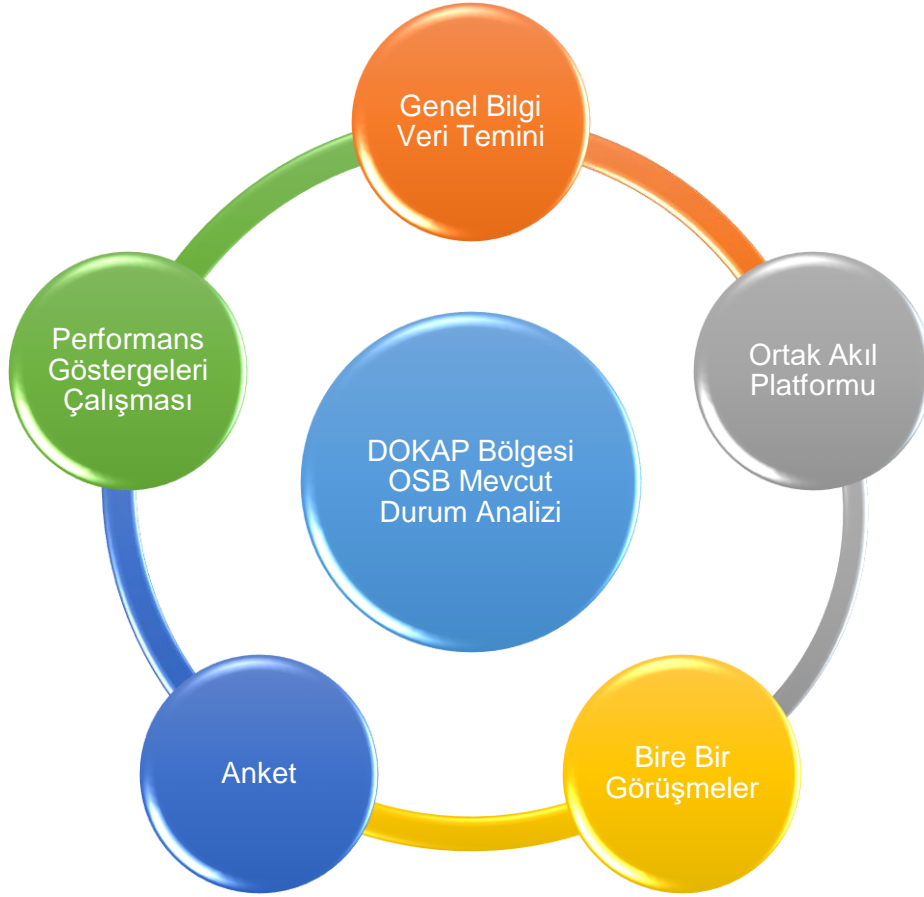 Genel Bilgi
Veri Temini
Ortak Akıl
Platformu
Bire Bir
Görüşmeler
Anket
Performans
Göstergeleri
Çalışması
DOKAP Bölgesi
OSB Mevcut
Durum Analizi